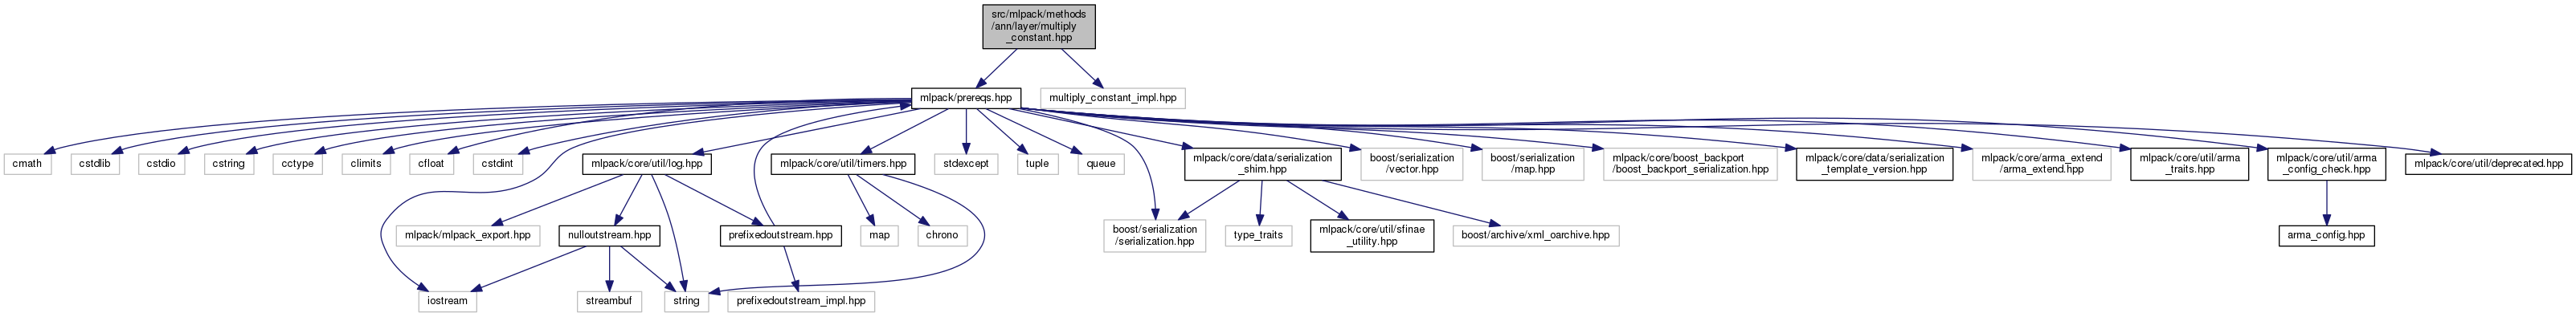 src/mlpack/methods
/ann/layer/multiply
_constant.hpp
mlpack/prereqs.hpp
multiply_constant_impl.hpp
cmath
cstdlib
cstdio
cstring
cctype
climits
cfloat
cstdint
mlpack/core/util/log.hpp
mlpack/core/util/timers.hpp
stdexcept
tuple
queue
mlpack/core/data/serialization
_shim.hpp
boost/serialization
/vector.hpp
boost/serialization
/map.hpp
mlpack/core/boost_backport
/boost_backport_serialization.hpp
mlpack/core/data/serialization
_template_version.hpp
mlpack/core/arma_extend
/arma_extend.hpp
mlpack/core/util/arma
_traits.hpp
mlpack/core/util/arma
_config_check.hpp
mlpack/core/util/deprecated.hpp
mlpack/mlpack_export.hpp
nulloutstream.hpp
prefixedoutstream.hpp
map
chrono
boost/serialization
/serialization.hpp
type_traits
mlpack/core/util/sfinae
_utility.hpp
boost/archive/xml_oarchive.hpp
arma_config.hpp
iostream
streambuf
string
prefixedoutstream_impl.hpp